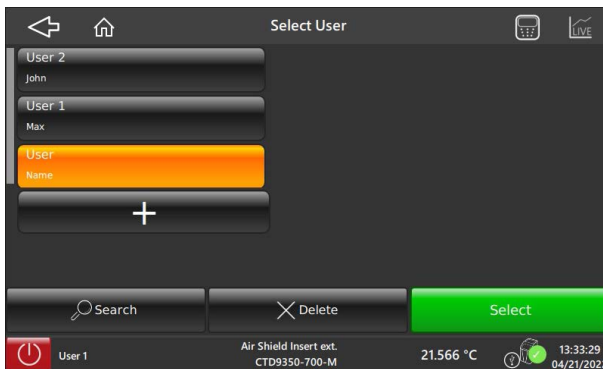 Select User
LIVE
User 2
John
User 1
Max
User
Name
+
Search
Delete
Select
User 1
Air Shield Insert ext.
CTD9350-700-M
21.566 °C
13:33:29
04/21/202